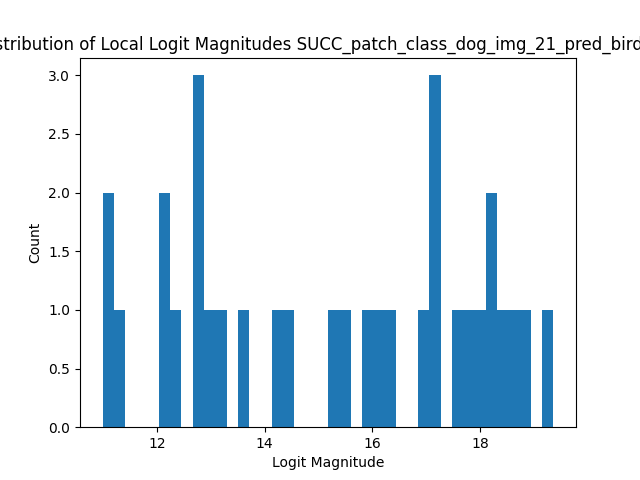 stribution of Local Logit Magnitudes SUCC_patch_class_dog_img_21_pred_bird
3.0
2.5
2.0
1.5
1.0
0.5
0.0
Count
12 14 16 18
Logit Magnitude